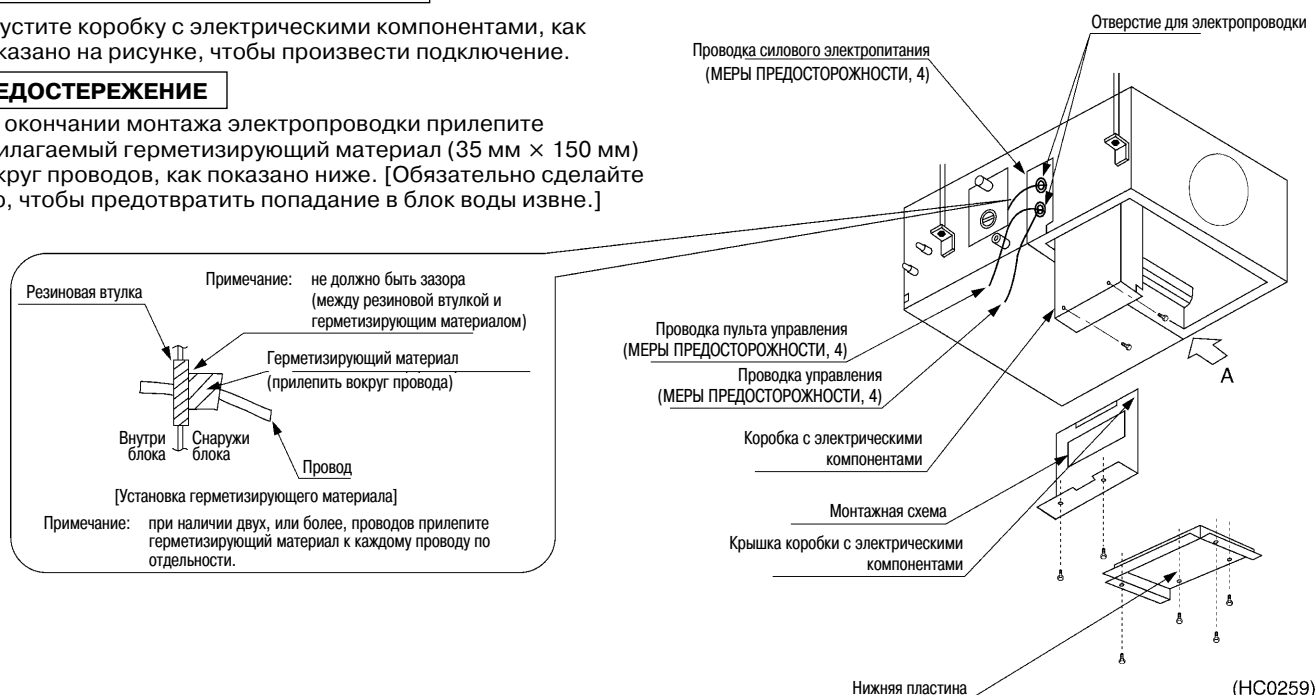 устите коробку с электрическими компонентами, как
казано на рисунке, чтобы произвести подключение.
ЕДОСТЕРЕЖЕНИЕ
окончании монтажа электропроводки прилепите
илагаемый герметизирующий материал (35 мм × 150 мм)
круг проводов, как показано ниже. [Обязательно сделайте
о, чтобы предотвратить попадание в блок воды извне.]
Резиновая втулка
Примечание: не должно быть зазора
(между резиновой втулкой и
герметизирующим материалом)
Герметизирующий материал
(прилепить вокруг провода)
Внутри блока
Снаружи блока
Провод
[Установка герметизирующего материала]
Примечание: при наличии двух, или более, проводов прилепите
герметизирующий материал к каждому проводу по
отдельности.
Отверстие для электропроводки
Проводка силового электропитания
(МЕРЫ ПРЕДОСТОРОЖНОСТИ, 4)
Проводка пульта управления
(МЕРЫ ПРЕДОСТОРОЖНОСТИ, 4)
Проводка управления
(МЕРЫ ПРЕДОСТОРОЖНОСТИ, 4)
A
Коробка с электрическими
компонентами
Монтажная схема
Крышка коробки с электрическими
компонентами
Нижняя пластина
(HC0259)